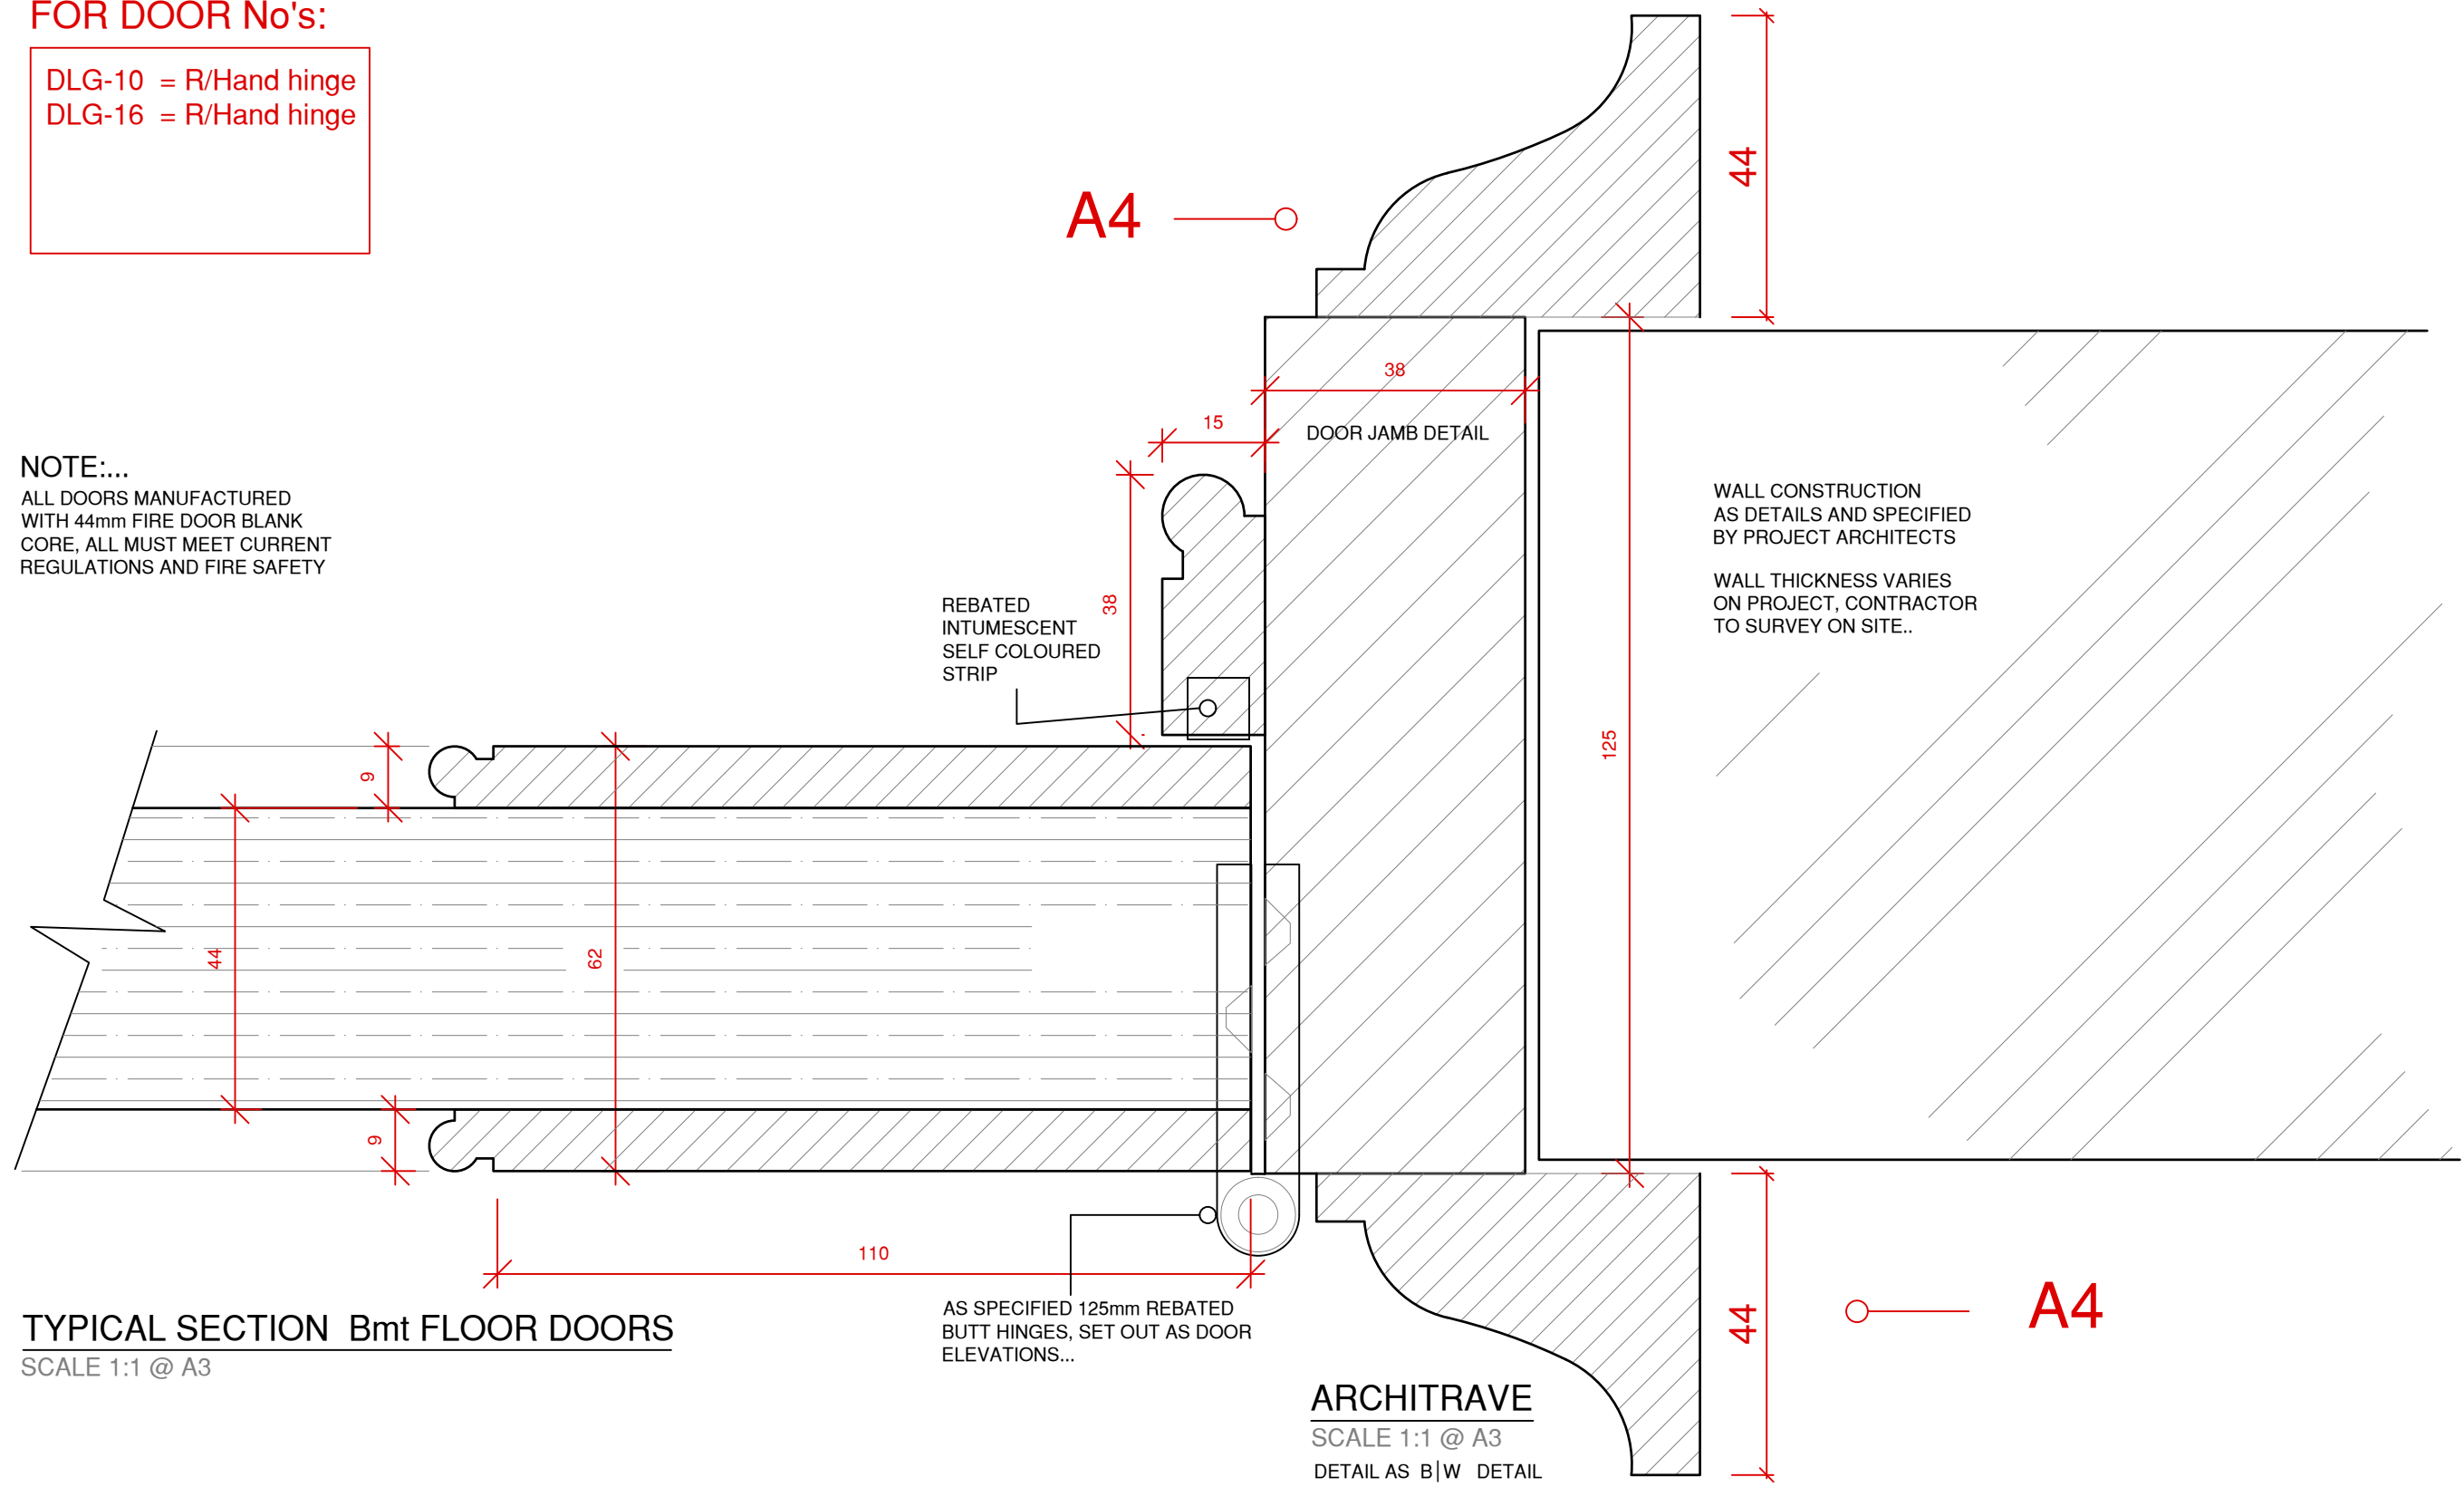 FOR DOOR No's:
DLG-10 = R/Hand hinge
DLG-16 = R/Hand hinge
A4
44
38
15
DOOR JAMB DETAIL
NOTE:...
ALL DOORS MANUFACTURED
WITH 44mm FIRE DOOR BLANK
CORE, ALL MUST MEET CURRENT
REGULATIONS AND FIRE SAFETY
WALL CONSTRUCTION
AS DETAILS AND SPECIFIED
BY PROJECT ARCHITECTS
WALL THICKNESS VARIES
ON PROJECT, CONTRACTOR
TO SURVEY ON SITE..
REBATED
INTUMESCENT
SELF COLOURED
STRIP
38
125
9
44
62
9
110
AS SPECIFIED 125mm REBATED
BUTT HINGES, SET OUT AS DOOR
ELEVATIONS...
TYPICAL SECTION Bmt FLOOR DOORS
SCALE 1:1 @ A3
44
A4
ARCHITRAVE
SCALE 1:1 @ A3
DETAIL AS B|W DETAIL